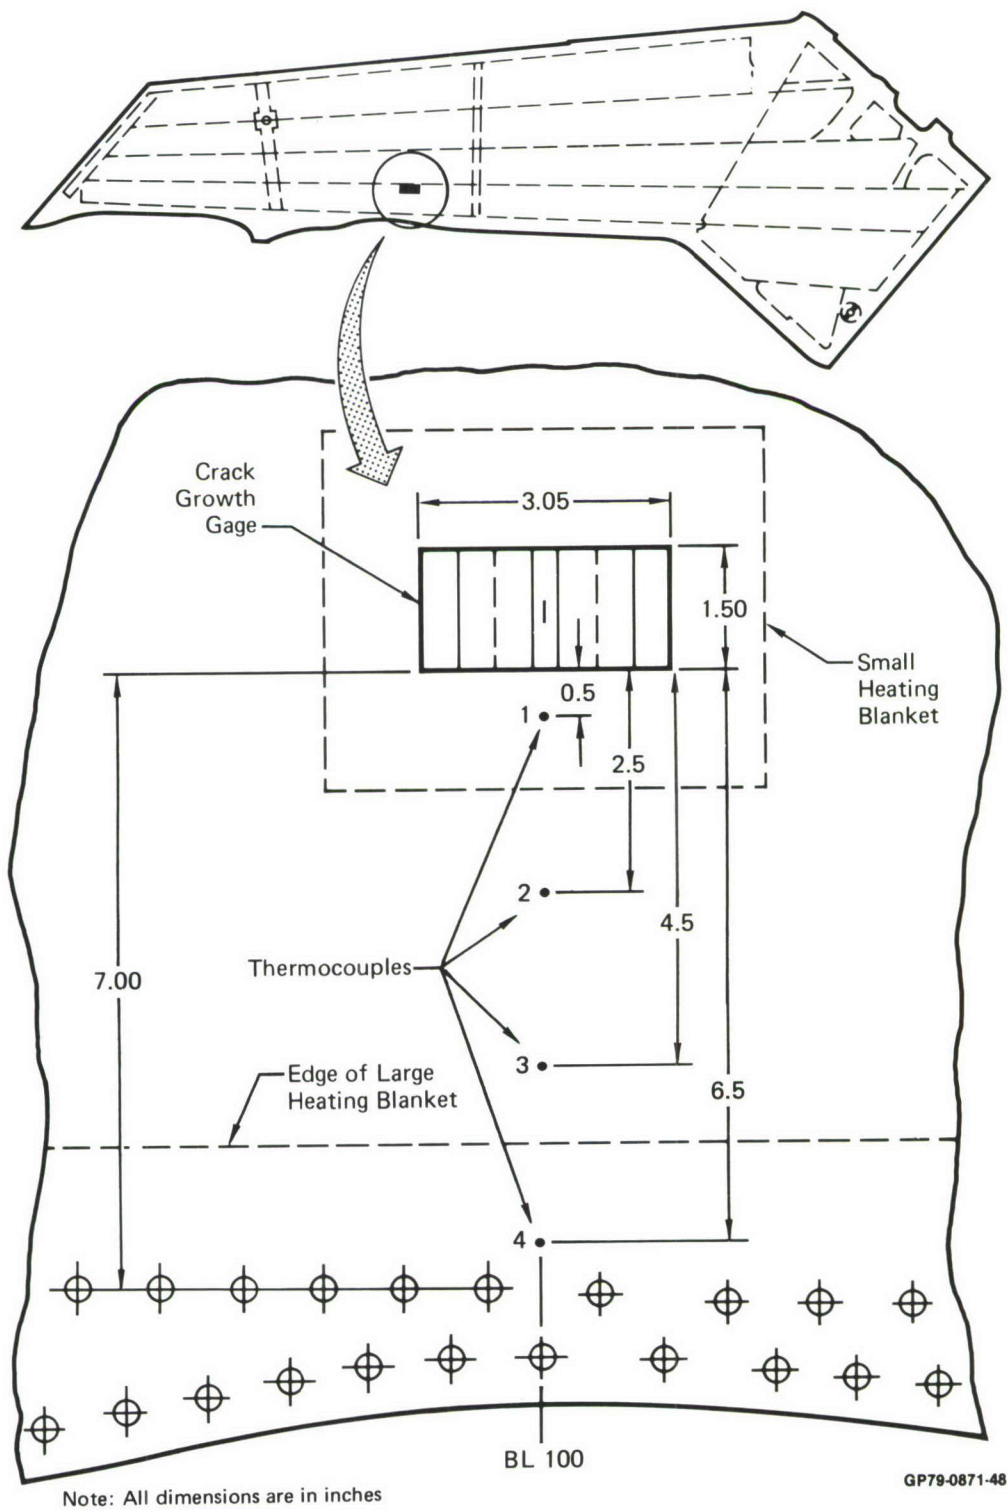 Crack
Growth
Gage
3.05
1.50
Small
Heating
Blanket
0.5
1
2.5
2
4.5
Thermocouples
7.00
3
Edge of Large
Heating Blanket
6.5
4
BL 100
GP79-0871-48
Note: All dimensions are in inches